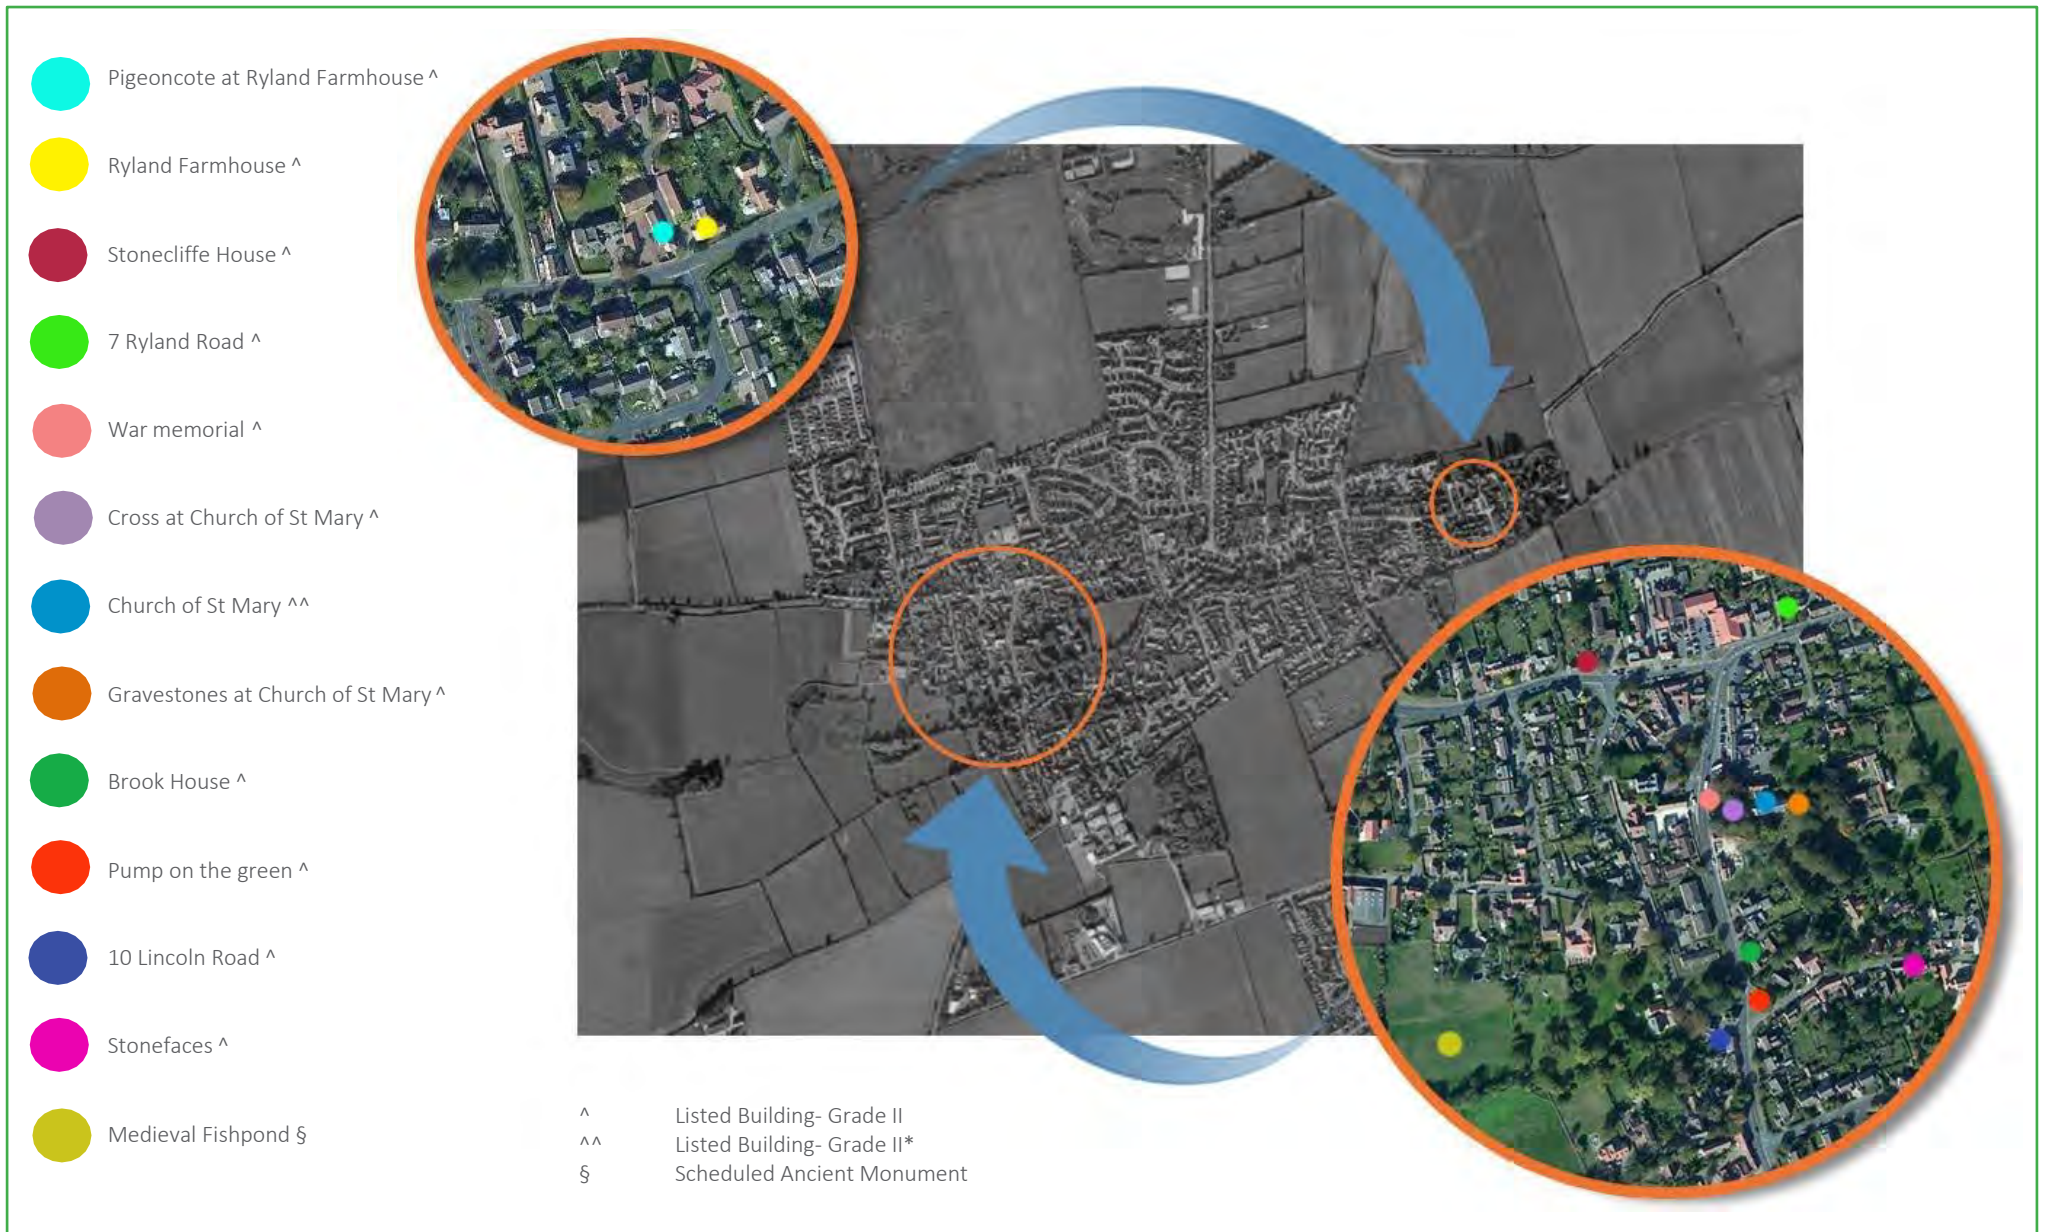 Pigeoncote at Ryland Farmhouse ^
Ryland Farmhouse ^
Stonecliffe House ^
7 Ryland Road ^
War memorial ^
Cross at Church of St Mary ^
Church of St Mary ^^
Gravestones at Church of St Mary ^
Brook House ^
Pump on the green ^
10 Lincoln Road ^
Stonefaces ^
Medieval Fishpond §
^ Listed Building- Grade II
^^ Listed Building- Grade II*
§ Scheduled Ancient Monument